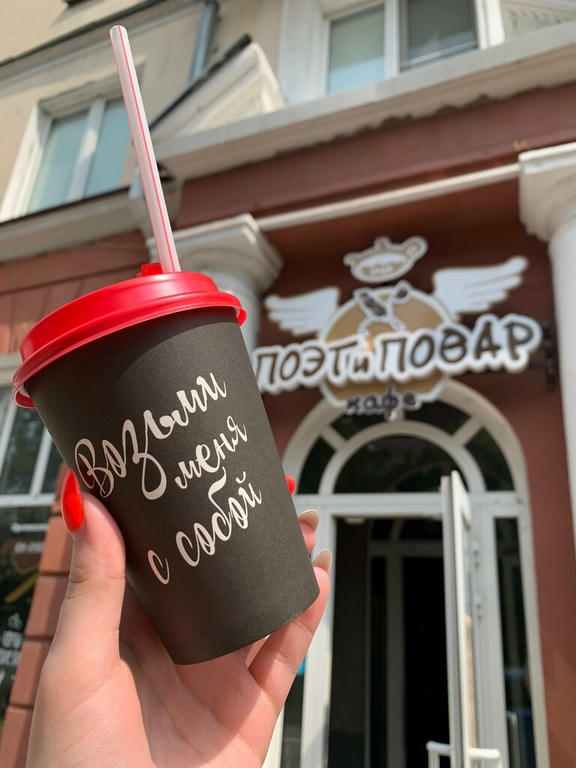 Возьми
меня
с собой
ПОЭТ и ПОВАР
кафе